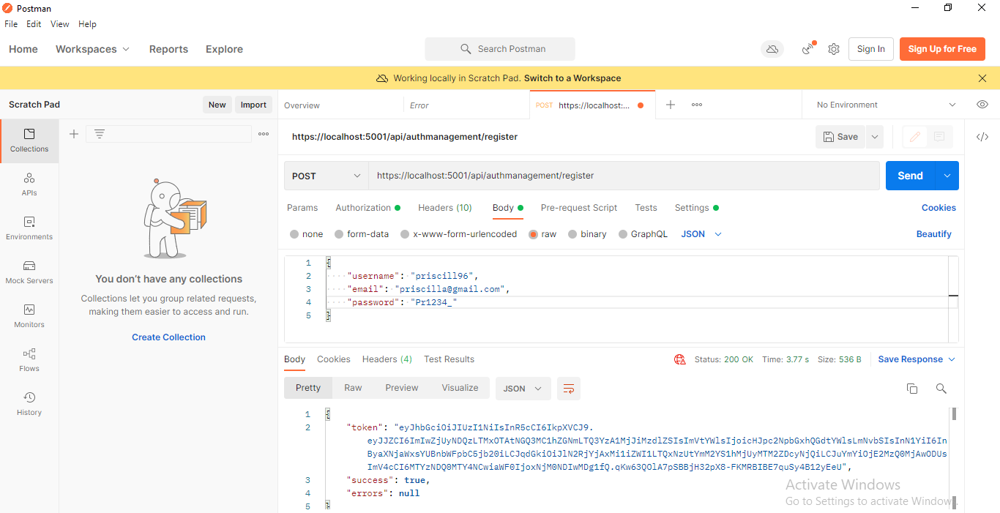 Postman
File Edit View Help
Home Workspaces Reports Explore Search Postman Sign In Sign Up for Free
Working locally in Scratch Pad. Switch to a Workspace
Scratch Pad New Import Overview Error POST https://localhost:... No Environment
Collections
APIs
Environments
Mock Servers
Monitors
Flows
History
You don't have any collections
Collections let you group related requests,
making them easier to access and run.
Create Collection
https://localhost:5001/api/authmanagement/register Save
POST https://localhost:5001/api/authmanagement/register Send
Params Authorization Headers (10) Body Pre-request Script Tests Settings Cookies
none form-data x-www-form-urlencoded raw binary GraphQL JSON Beautify
1 {
2 "username": "priscill96",
3 "email": "priscilla@gmail.com",
4 "password": "Pr1234_"
5 }
Body Cookies Headers (4) Test Results Status: 200 OK Time: 3.77 s Size: 536 B Save Response
Pretty Raw Preview Visualize JSON
1 {
2 "token": "eyJhbGciOiJIUzI1NiIsInR5cCI6IkpXVCJ9.
eyJJZCI6ImIwZjUyNDQzLTMxOTAtNGQ3MC1hZGNmLTQ3YzA1MjJiMzdlZSIsImVtYWlsIjoicHJpc2NpbGxhQGdtYWlsLmNvbSIsInN1YiI6In
ByaXNjaWxsYUBnbWFpbC5jb20iLCJqdGkiOiJlN2RjYjAxMi1iZWI1LTQxNzUtYmM2YS1hMjUyMTM2ZDcyNjQiLCJuYmYiOjE2MzQ0MjAwODUs
ImV4cCI6MTYzNDQ0MTY4NCwiaWF0IjoxNjM0NDIwMDg1fQ.qKw63QOlA7pSBBjH32pX8-FKMRBIBE7quSy4B12yEeU",
3 "success": true,
4 "errors": null
5 }
Activate Windows
Go to Settings to activate Windows.